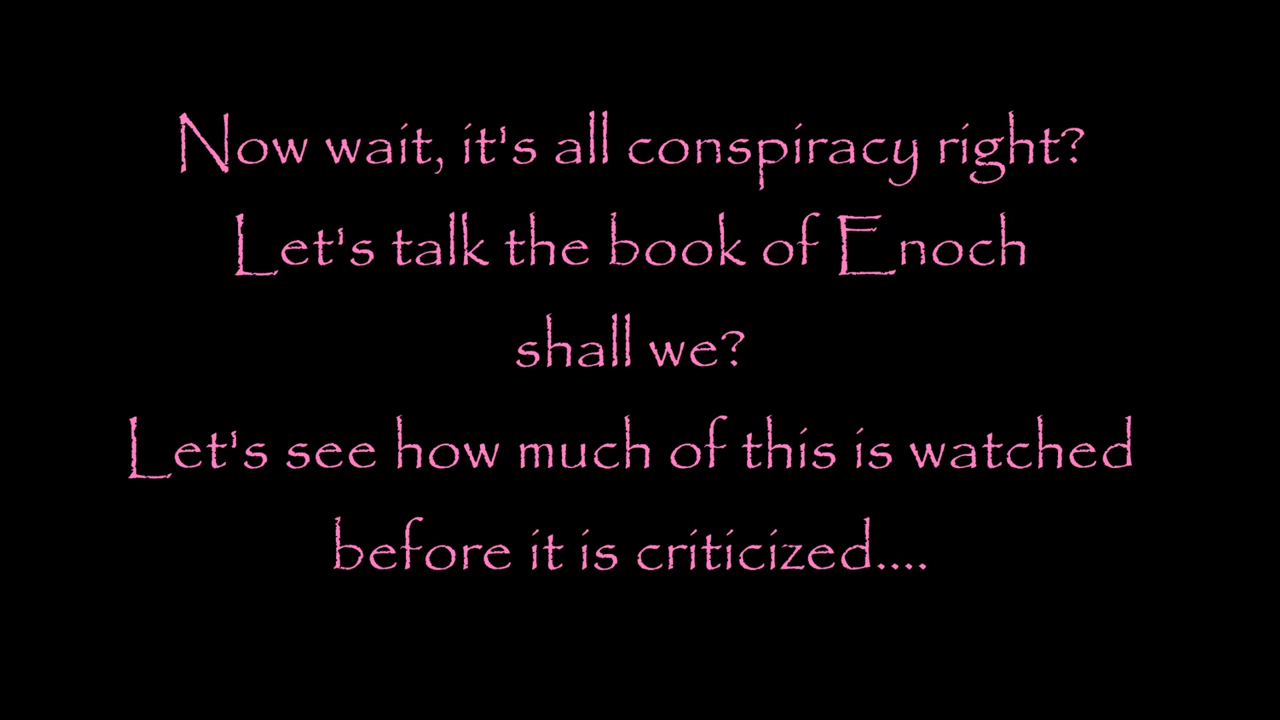 Now wait, it's all conspiracy right?
Let's talk the book of Enoch
shall we?
Let's see how much of this is watched
before it is criticized....